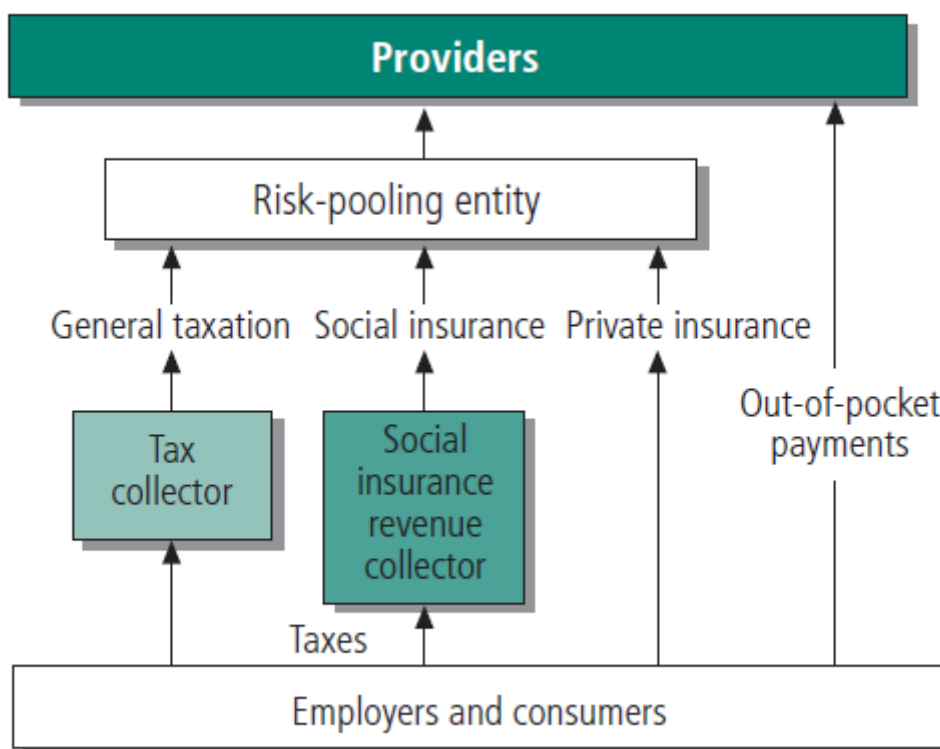 Providers
Risk-pooling entity
General taxation
Social insurance
Private insurance
Out-of-pocket
payments
Tax
collector
Social
insurance
revenue
collector
Taxes
Employers and consumers